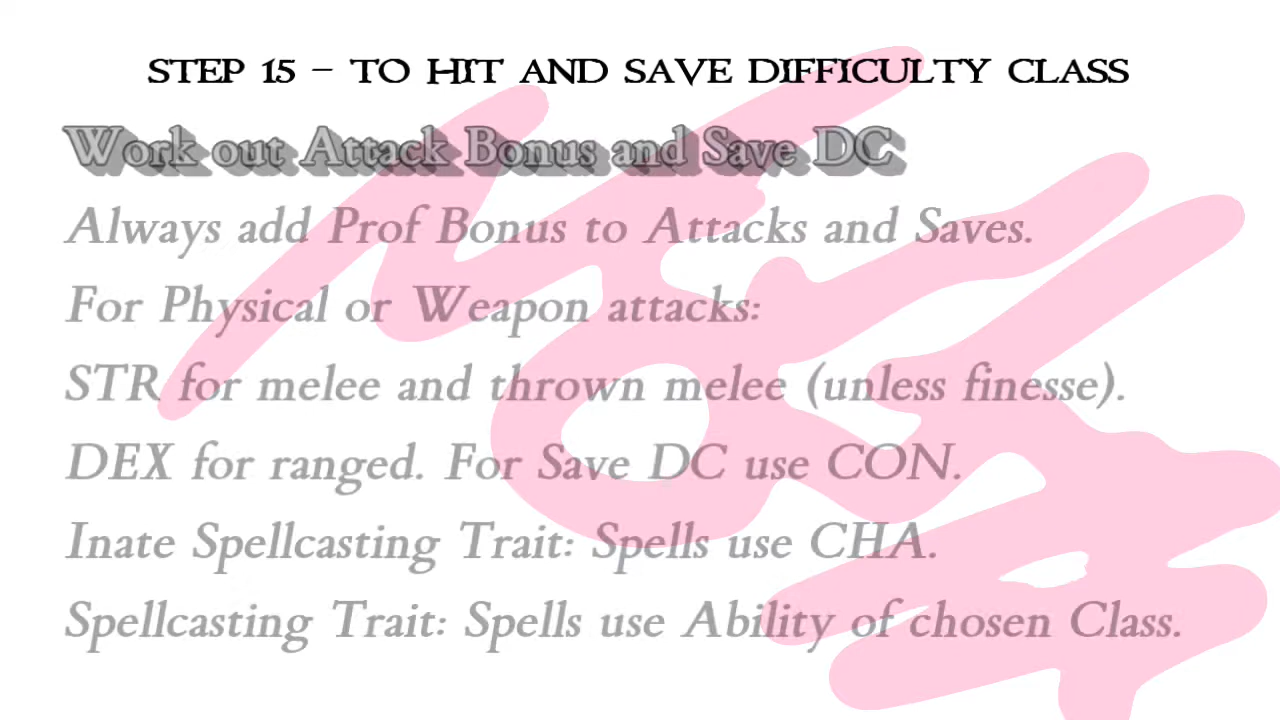 STEP 15 – TO HIT AND SAVE DIFFICULTY CLASS
Work out Attack Bonus and Save DC
Always add Prof Bonus to Attacks and Saves.
For Physical or Weapon attacks:
STR for melee and thrown melee (unless finesse).
DEX for ranged. For Save DC use CON.
Inate Spellcasting Trait: Spells use CHA.
Spellcasting Trait: Spells use Ability of chosen Class.